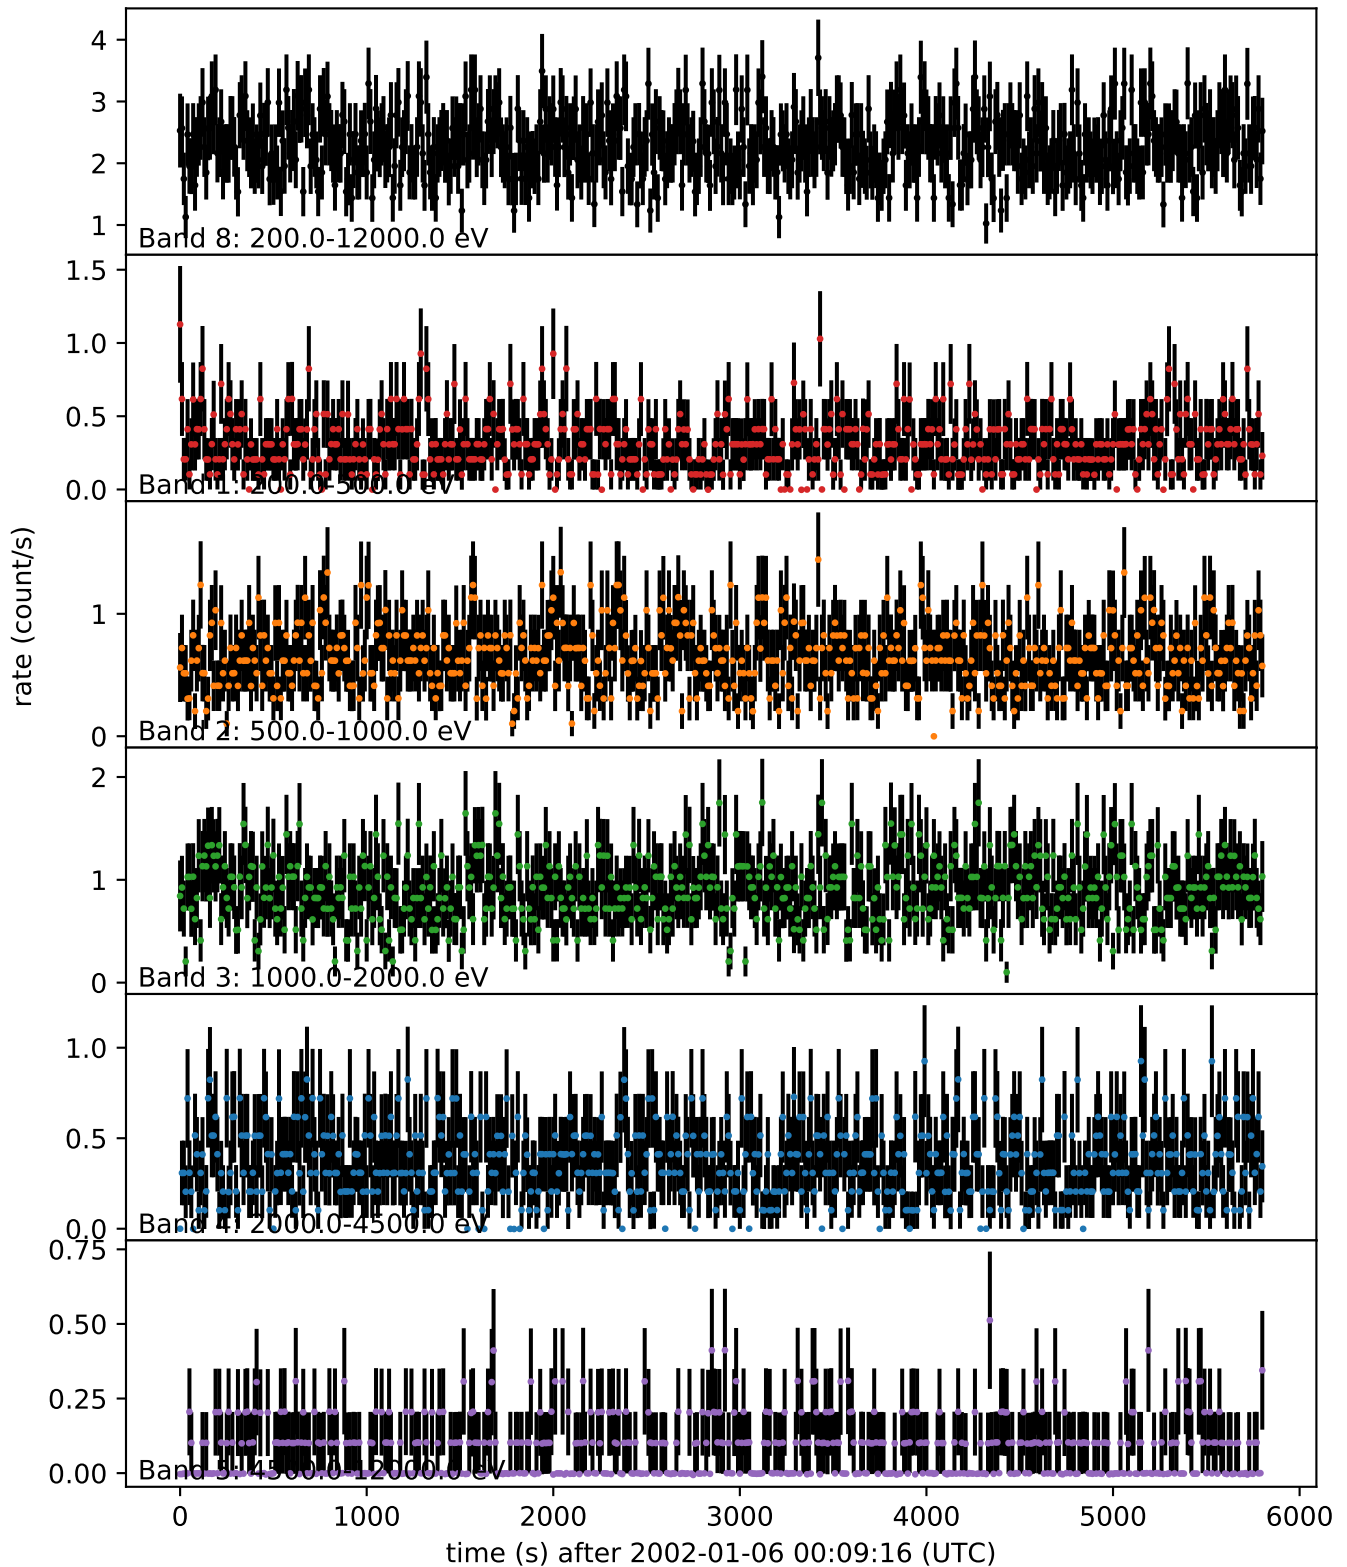 4
3
2
1
Band 8: 200.0-12000.0 eV
1.5
1.0
0.5
0.0
Band 1: 200.0-500.0 eV
rate (count/s)
1
0
Band 2: 500.0-1000.0 eV
2
1
0
Band 3: 1000.0-2000.0 eV
1.0
0.5
0.0
Band 4: 2000.0-4500.0 eV
0.75
0.50
0.25
0.00
Band 5: 4500.0-12000.0 eV
0 1000 2000 3000 4000 5000 6000
time (s) after 2002-01-06 00:09:16 (UTC)